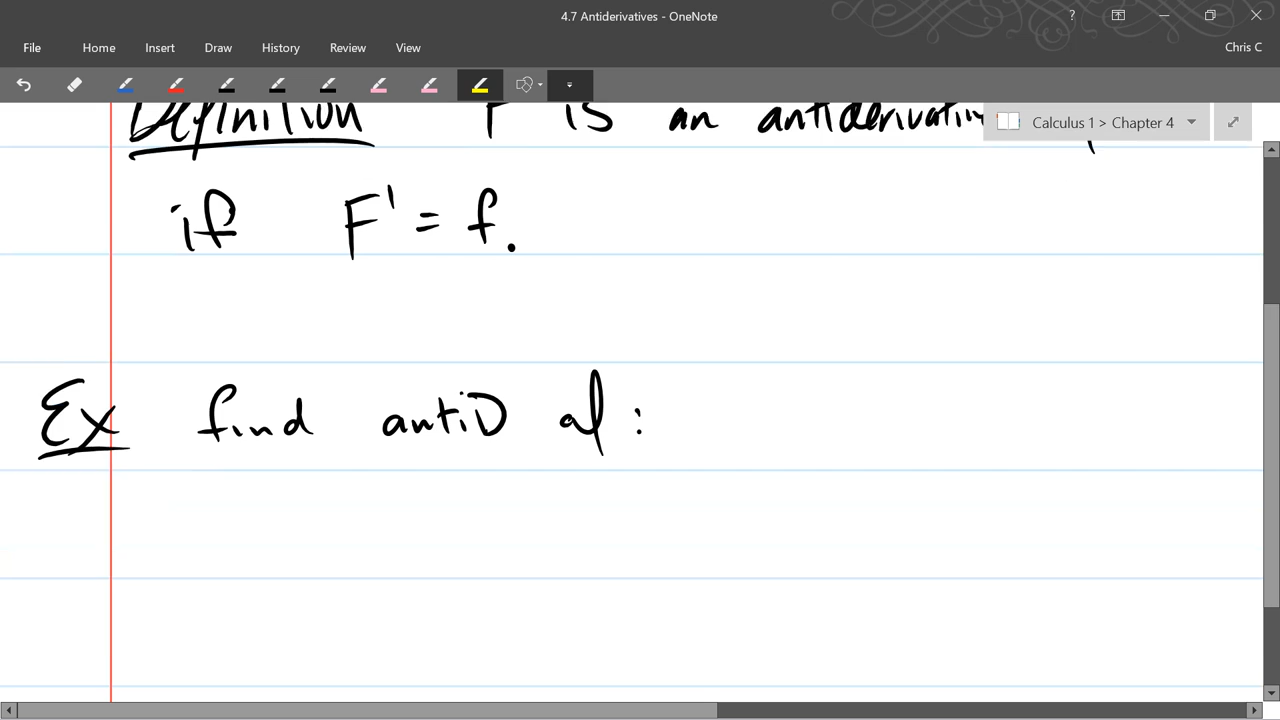 4.7 Antiderivatives - OneNote
?
File Home Insert Draw History Review View
Chris C
Definition F is an antiderivative
Calculus 1 > Chapter 4
if F' = f.
Ex find antiD of: